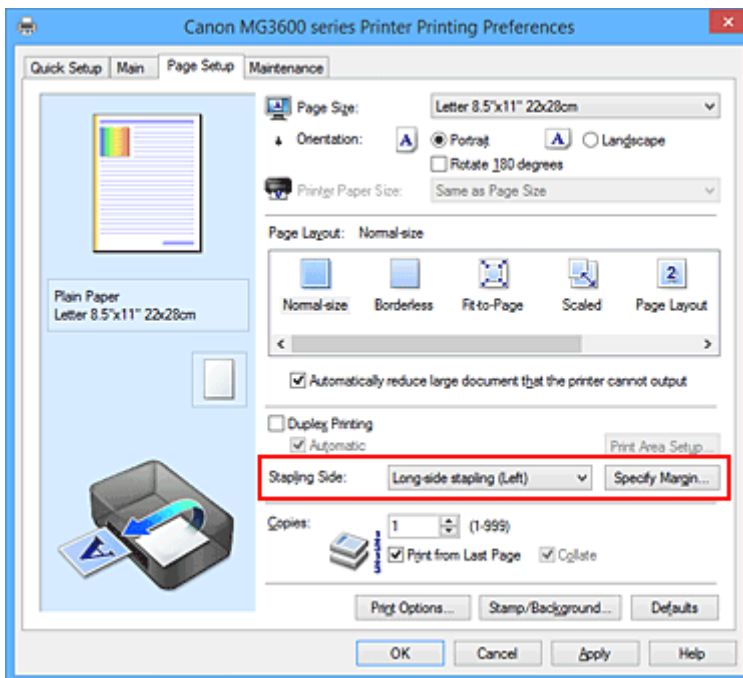 Canon MG3600 series Printer Printing Preferences
Quick Setup Main Page Setup Maintenance
Page Size: Letter 8.5"x11" 22x28cm
Orientation: A Portrait A Landscape
Rotate 180 degrees
Printer Paper Size: Same as Page Size
Page Layout: Normal-size
2
Normal-size Borderless Fit-to-Page Scaled Page Layout
Plain Paper
Letter 8.5"x11" 22x28cm
Automatically reduce large document that the printer cannot output
Duplex Printing
Automatic Print Area Setup...
Stapling Side: Long-side stapling (Left) Specify Margin...
Copies: 1 (1-999)
Print from Last Page Collate
A
Print Options... Stamp/Background... Defaults
OK Cancel Apply Help